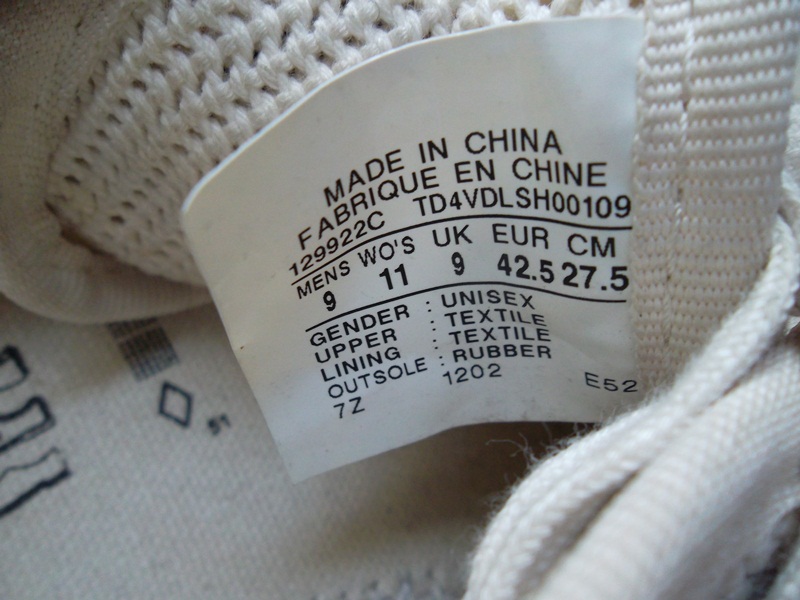 MADE IN CHINA
FABRIQUE EN CHINE
129922C TD4VDLSH00109
MENS WO'S UK EUR CM
9 11 9 42.5 27.5
GENDER : UNISEX
UPPER : TEXTILE
LINING : TEXTILE
OUTSOLE : RUBBER
7Z 1202 E52